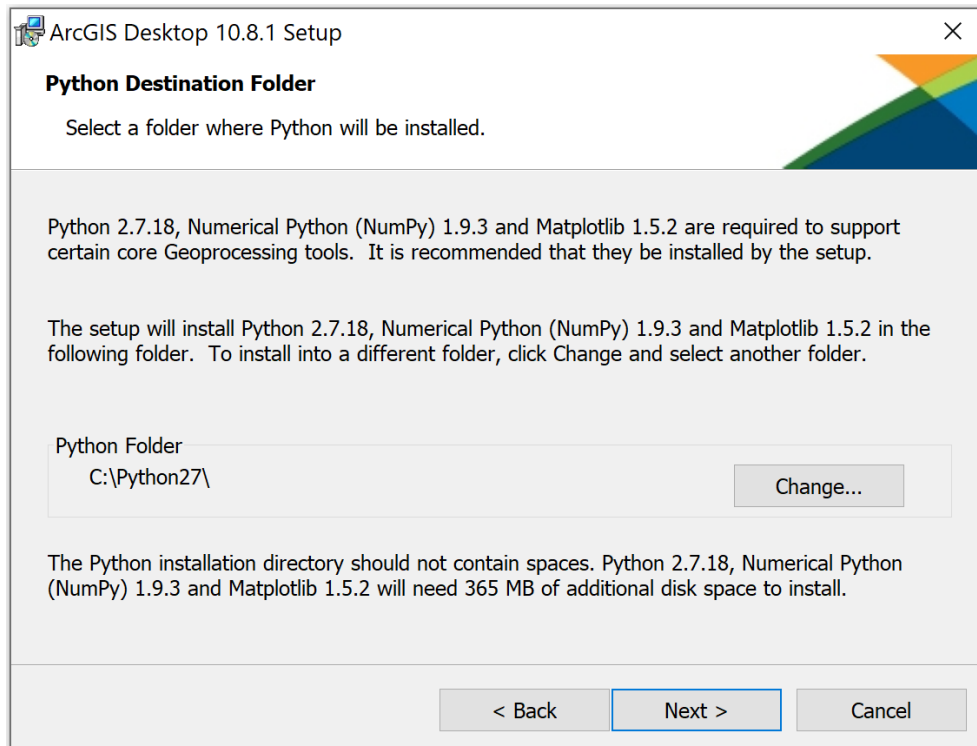 ArcGIS Desktop 10.8.1 Setup
Python Destination Folder
Select a folder where Python will be installed.
Python 2.7.18, Numerical Python (NumPy) 1.9.3 and Matplotlib 1.5.2 are required to support
certain core Geoprocessing tools.  It is recommended that they be installed by the setup.
The setup will install Python 2.7.18, Numerical Python (NumPy) 1.9.3 and Matplotlib 1.5.2 in the
following folder.  To install into a different folder, click Change and select another folder.
Python Folder
C:\Python27\
Change...
The Python installation directory should not contain spaces. Python 2.7.18, Numerical Python
(NumPy) 1.9.3 and Matplotlib 1.5.2 will need 365 MB of additional disk space to install.
< Back
Next >
Cancel